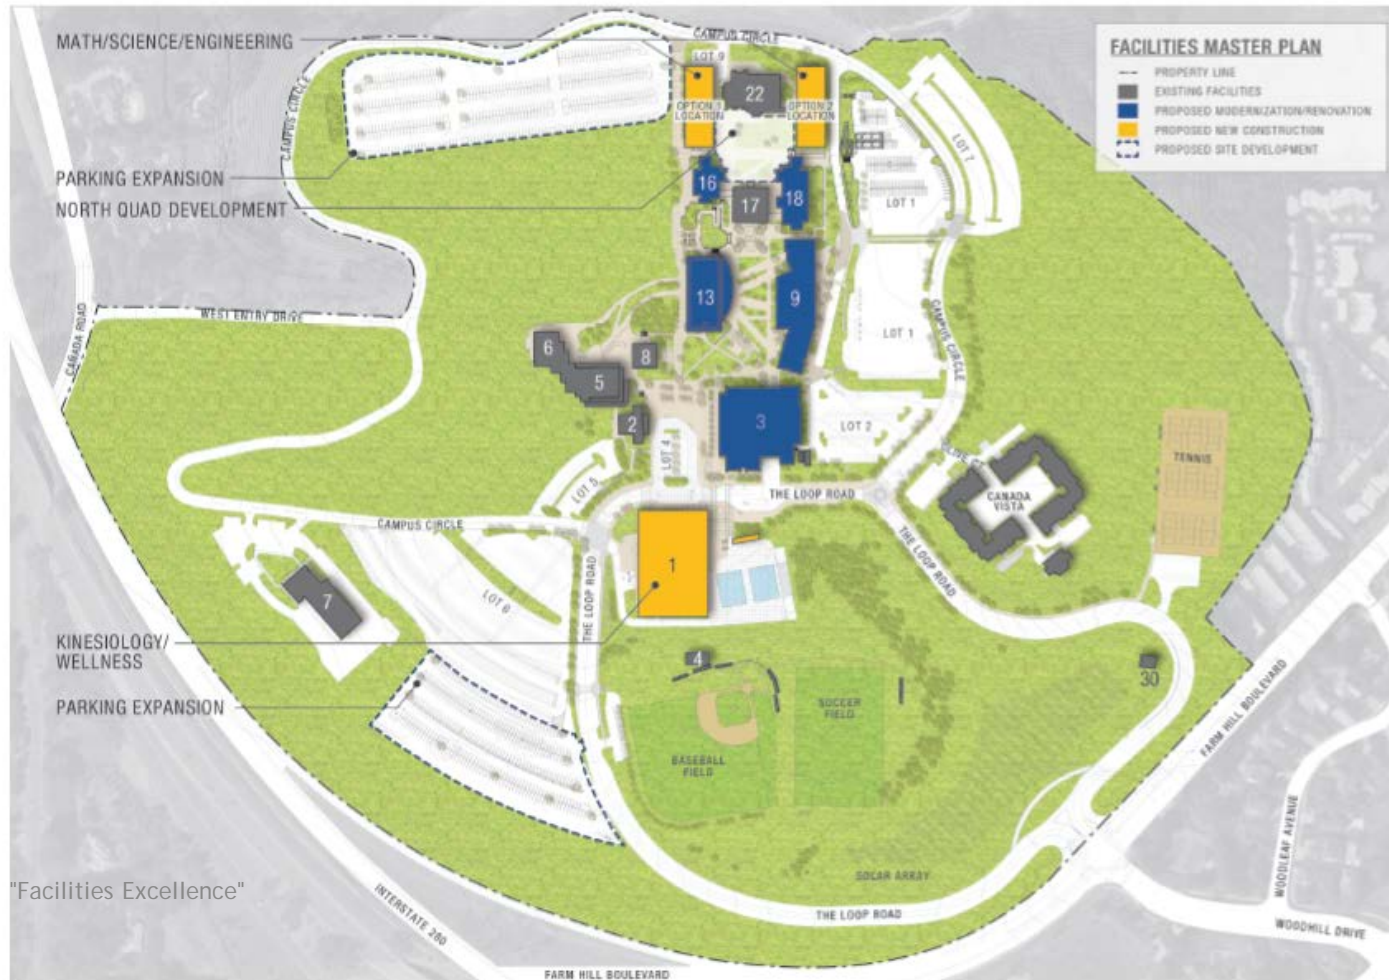 MATH/SCIENCE/ENGINEERING
CAMPUS CIRCLE
LOT 9
FACILITIES MASTER PLAN
PROPERTY LINE
EXISTING FACILITIES
PROPOSED MODERNIZATION/RENOVATION
PROPOSED NEW CONSTRUCTION
PROPOSED SITE DEVELOPMENT
22
OPTION 1
LOCATION
OPTION 2
LOCATION
CAMPUS CIRCLE
LOT 7
PARKING EXPANSION
NORTH QUAD DEVELOPMENT
16
17
18
LOT 1
13
9
WEST ENTRY DRIVE
CANADA ROAD
LOT 1
CAMPUS CIRCLE
6
8
5
2
3
LOT 4
LOT 2
TENNIS
OLIVE CT
CANADA
VISTA
LOT 5
THE LOOP ROAD
CAMPUS CIRCLE
THE LOOP ROAD
THE LOOP ROAD
1
7
LOT 6
KINESIOLOGY/
WELLNESS
4
30
PARKING EXPANSION
SOCCER
FIELD
BASEBALL
FIELD
FARM HILL BOULEVARD
WOODLEAF AVENUE
SOLAR ARRAY
"Facilities Excellence"
INTERSTATE 280
THE LOOP ROAD
WOODHILL DRIVE
FARM HILL BOULEVARD